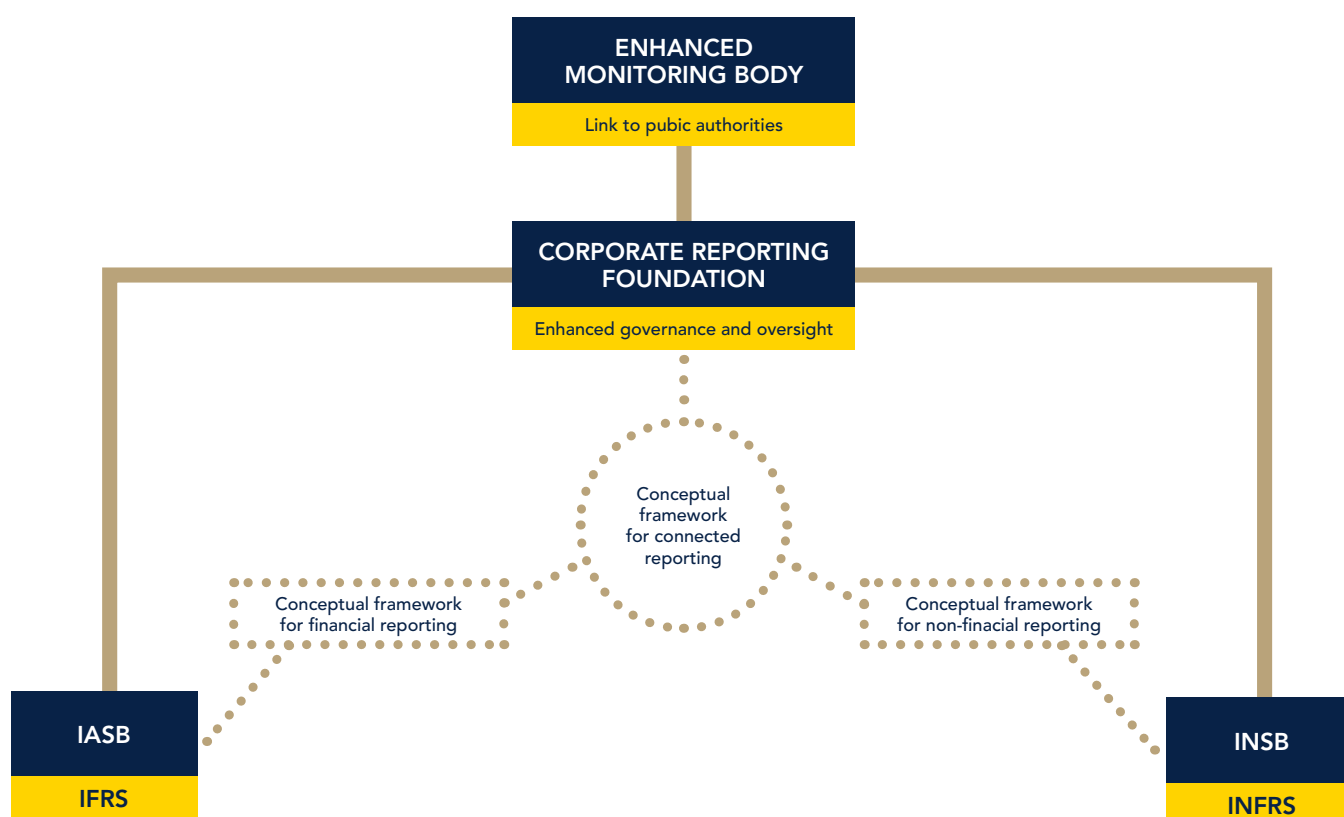 ENHANCED
MONITORING BODY
Link to pubic authorities
CORPORATE REPORTING
FOUNDATION
Enhanced governance and oversight
Conceptual
framework
for connected
reporting
Conceptual framework
for financial reporting
Conceptual framework
for non-finacial reporting
IASB
IFRS
INSB
INFRS